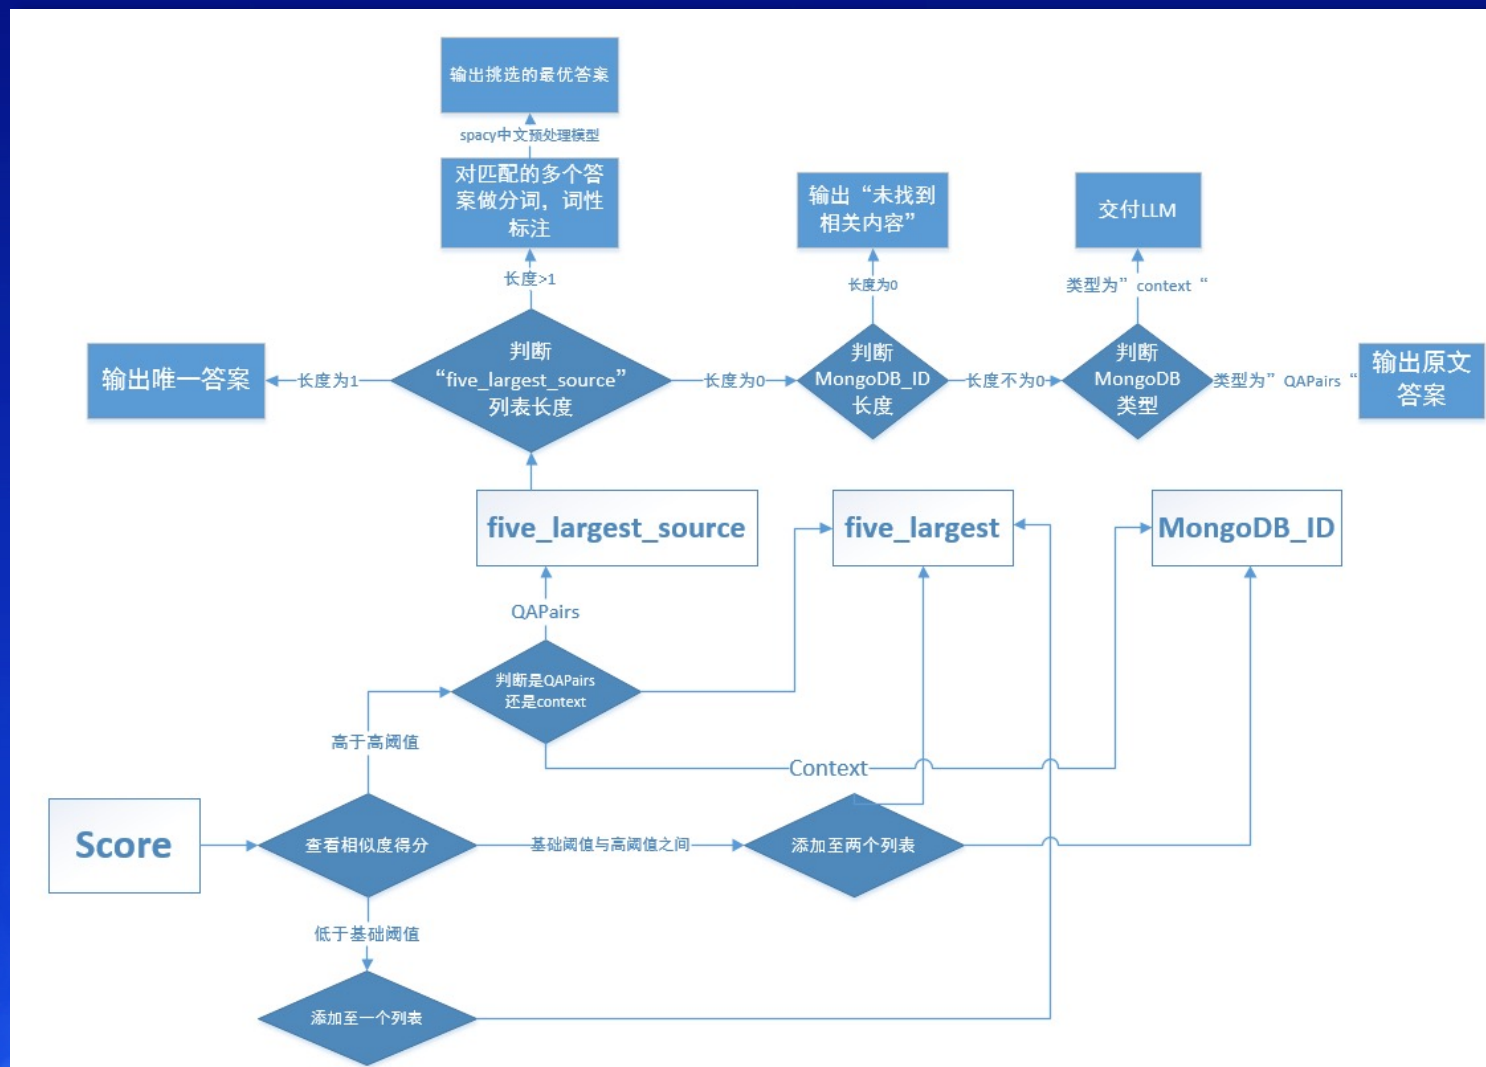 输出挑选的最优答案
spacy中文预处理模型
对匹配的多个答
案做分词，词性
标注
输出“未找到
相关内容”
交付LLM
长度>1
长度为0
类型为”context“
输出唯一答案
长度为1
判断
“five_largest_source”
列表长度
长度为0
判断
MongoDB_ID
长度
长度不为0
判断
MongoDB
类型
类型为”QAPairs“
输出原文
答案
five_largest_source
five_largest
MongoDB_ID
QAPairs
判断是QAPairs
还是context
高于高阈值
Context
Score
查看相似度得分
基础阈值与高阈值之间
添加至两个列表
低于基础阈值
添加至一个列表